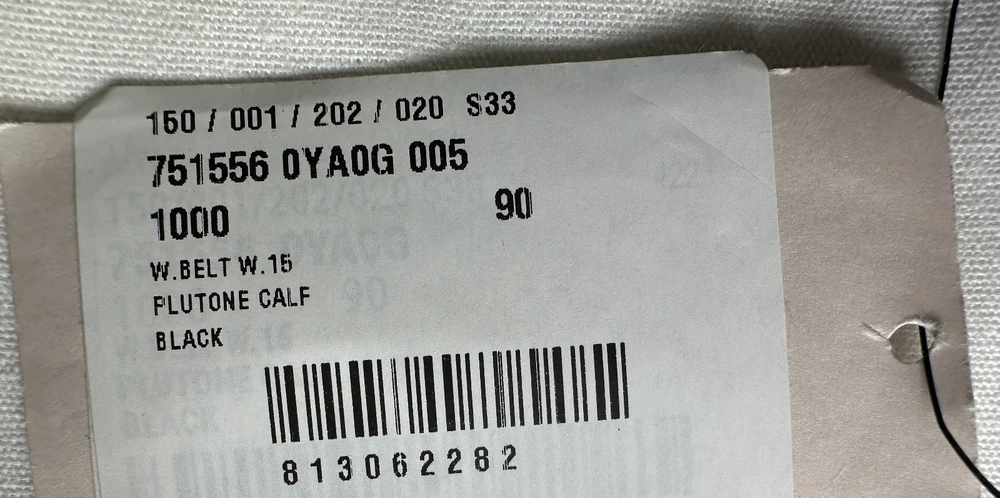 150 / 001 / 202 / 020 S33
751556 0YA0G 005
1000 90
W.BELT W.15
PLUTONE CALF
BLACK
813062282